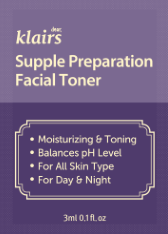 dear,
klairs
Supple Preparation
Facial Toner
• Moisturizing & Toning
• Balances pH Level
• For All Skin Type
• For Day & Night
3ml 0.1fl.oz